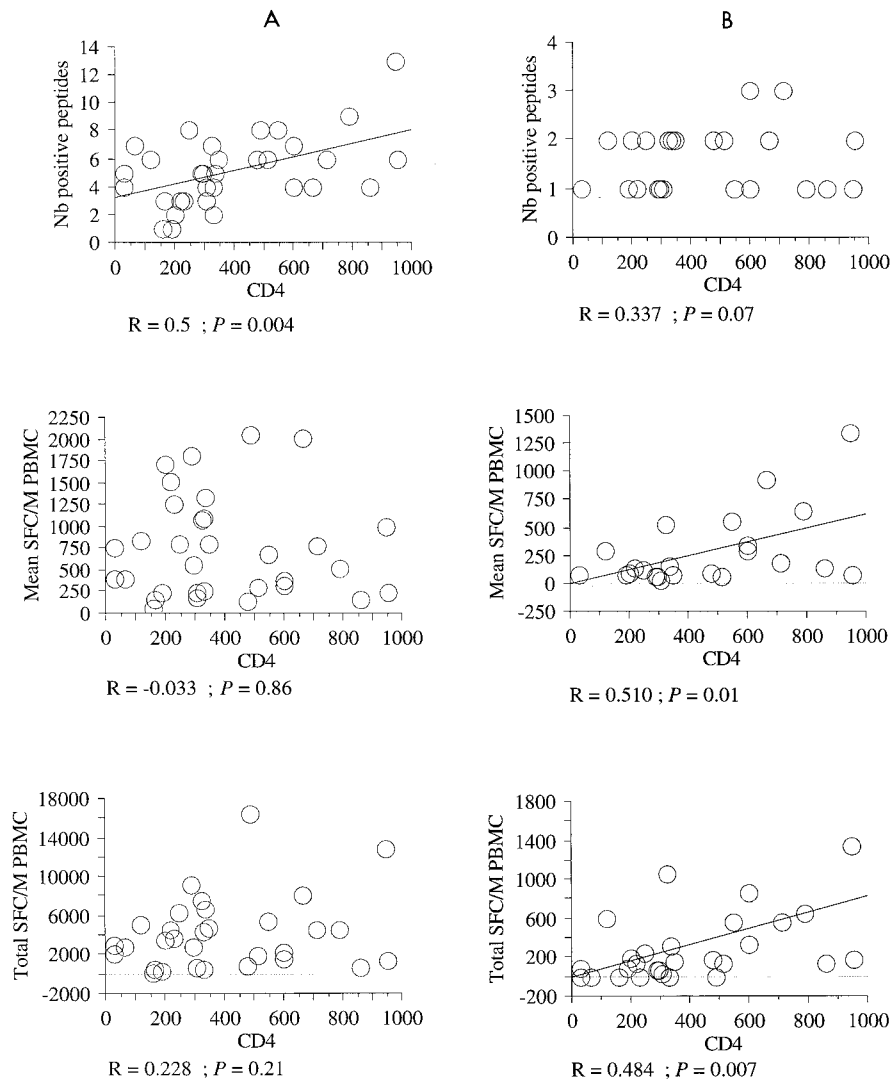 A
B
Nb positive peptides
14
12
10
8
6
4
2
0
0 200 400 600 800 1000
CD4
R = 0.5 ; P = 0.004
Nb positive peptides
4
3
2
1
0
0 200 400 600 800 1000
CD4
R = 0.337 ; P = 0.07
Mean SFC/M PBMC
2250
2000
1750
1500
1250
1000
750
500
250
0
0 200 400 600 800 1000
CD4
R = -0.033 ; P = 0.86
Mean SFC/M PBMC
1500
1250
1000
750
500
250
0
-250
0 200 400 600 800 1000
CD4
R = 0.510 ; P = 0.01
Total SFC/M PBMC
18000
14000
10000
6000
2000
-2000
0 200 400 600 800 1000
CD4
R = 0.228 ; P = 0.21
Total SFC/M PBMC
1800
1400
1000
600
200
-200
0 200 400 600 800 1000
CD4
R = 0.484 ; P = 0.007